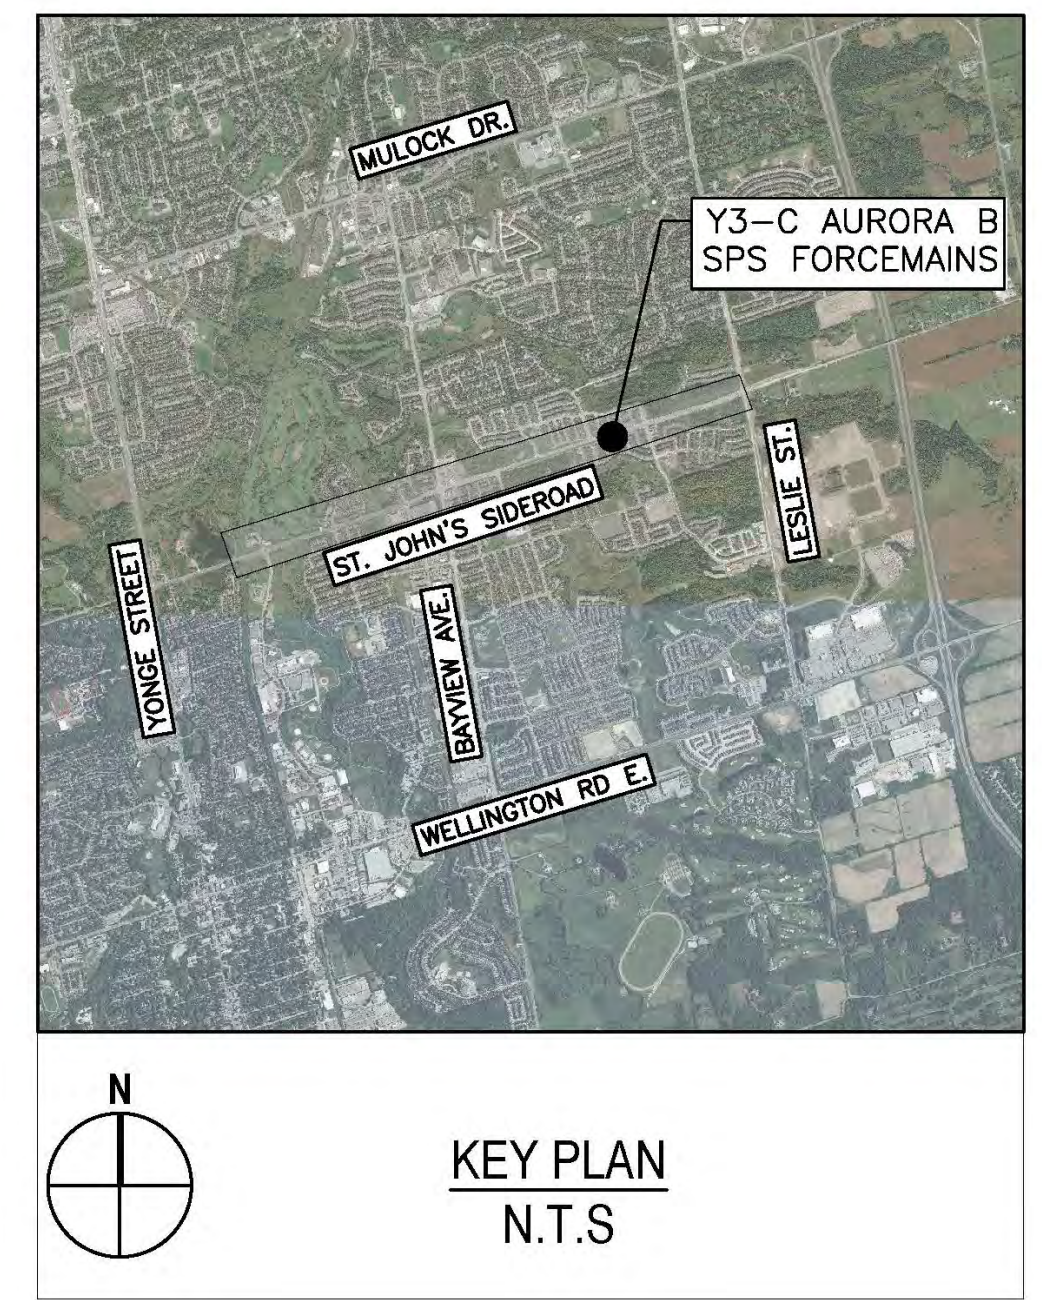 MULOCK DR.
Y3-C AURORA B
SPS FORCEMAINS
LESLIE ST.
ST. JOHN'S SIDEROAD
YONGE STREET
BAYVIEW AVE.
WELLINGTON RD E.
N
KEY PLAN
N.T.S